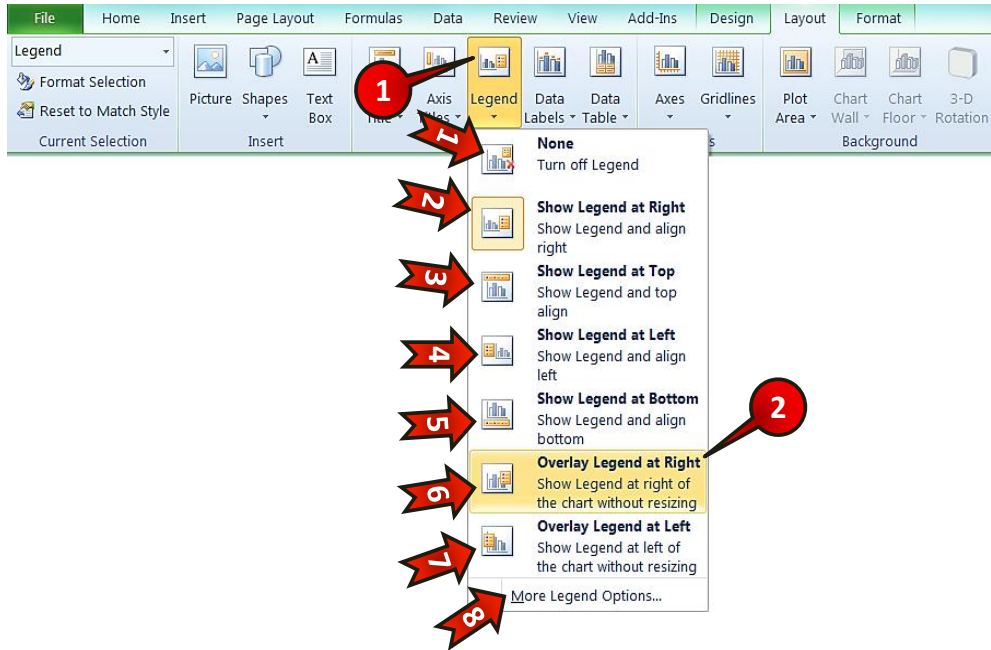 File Home Insert Page Layout Formulas Data Review View Add-Ins Design Layout Format
Legend
Format Selection
Reset to Match Style
Current Selection
Picture Shapes Text Box
Insert
Title Axis Titles Legend Data Labels Data Table
Axes Gridlines
Plot Area Chart Wall Chart Floor 3-D Rotation
Background
s
1
1
None
Turn off Legend
2
Show Legend at Right
Show Legend and align
right
3
Show Legend at Top
Show Legend and top
align
4
Show Legend at Left
Show Legend and align
left
5
Show Legend at Bottom
Show Legend and align
bottom
2
6
Overlay Legend at Right
Show Legend at right of
the chart without resizing
7
Overlay Legend at Left
Show Legend at left of
the chart without resizing
8
More Legend Options...